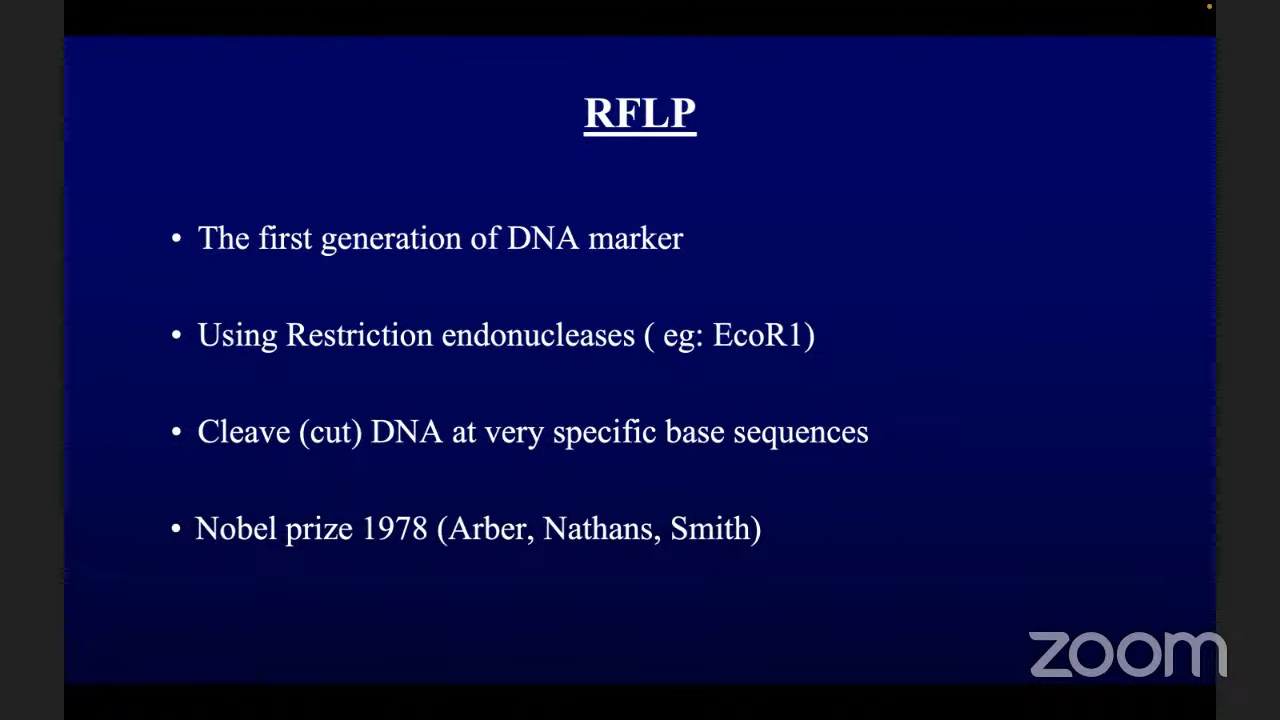 RFLP
• The first generation of DNA marker
• Using Restriction endonucleases ( eg: EcoR1)
• Cleave (cut) DNA at very specific base sequences
• Nobel prize 1978 (Arber, Nathans, Smith)
zoom